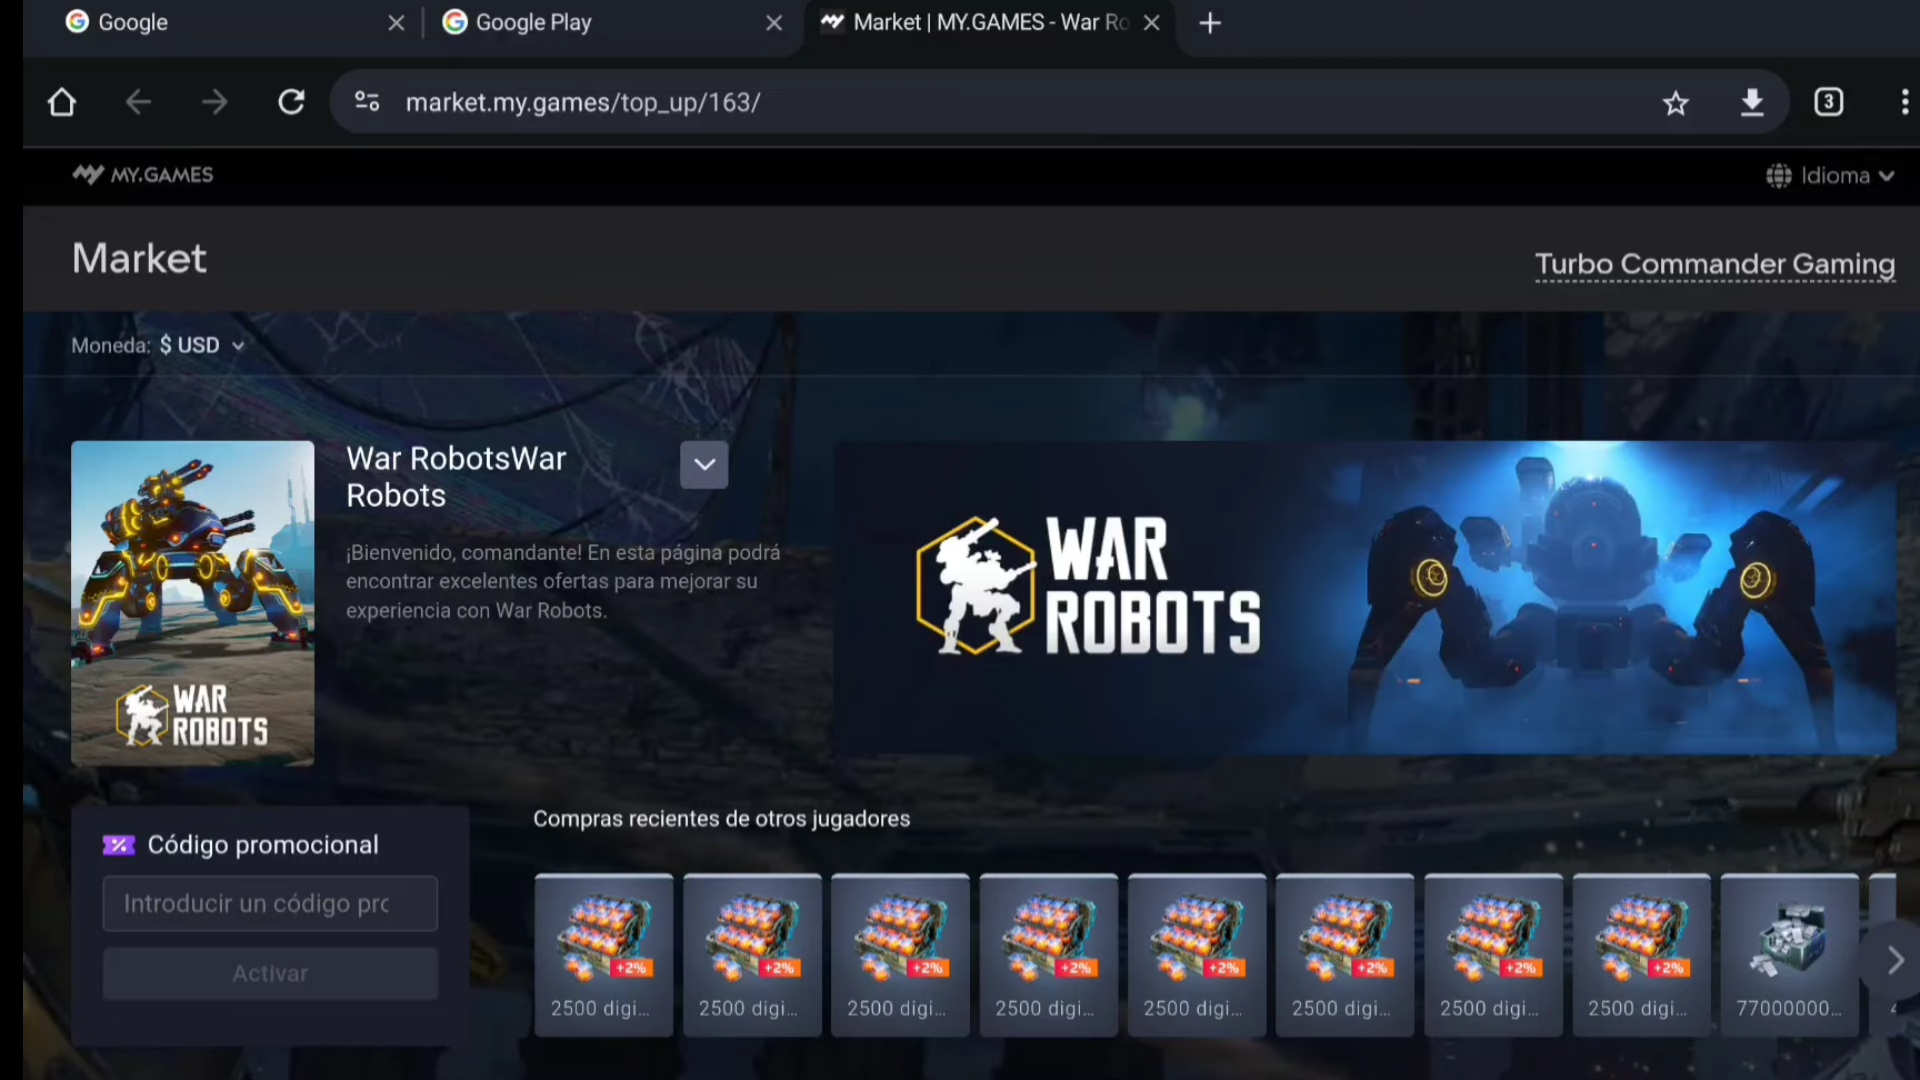 Google
Google Play
Market | MY.GAMES - War Ro
market.my.games/top_up/163/
3
MY.GAMES
Idioma
Market
Turbo Commander Gaming
Moneda: $ USD
War RobotsWar
Robots
¡Bienvenido, comandante! En esta página podrá
encontrar excelentes ofertas para mejorar su
experiencia con War Robots.
WAR
ROBOTS
WAR
ROBOTS
Código promocional
Introducir un código prc
Activar
Compras recientes de otros jugadores
+2% +2% +2% +2% +2% +2% +2% +2%
2500 digi... 2500 digi... 2500 digi... 2500 digi... 2500 digi... 2500 digi... 2500 digi... 2500 digi... 77000000...